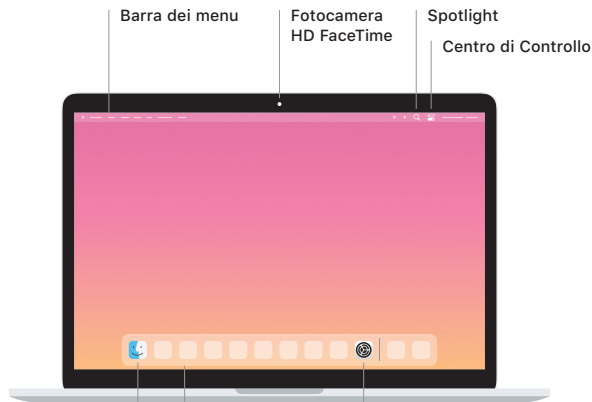 Barra dei menu
Fotocamera
HD FaceTime
Spotlight
Centro di Controllo